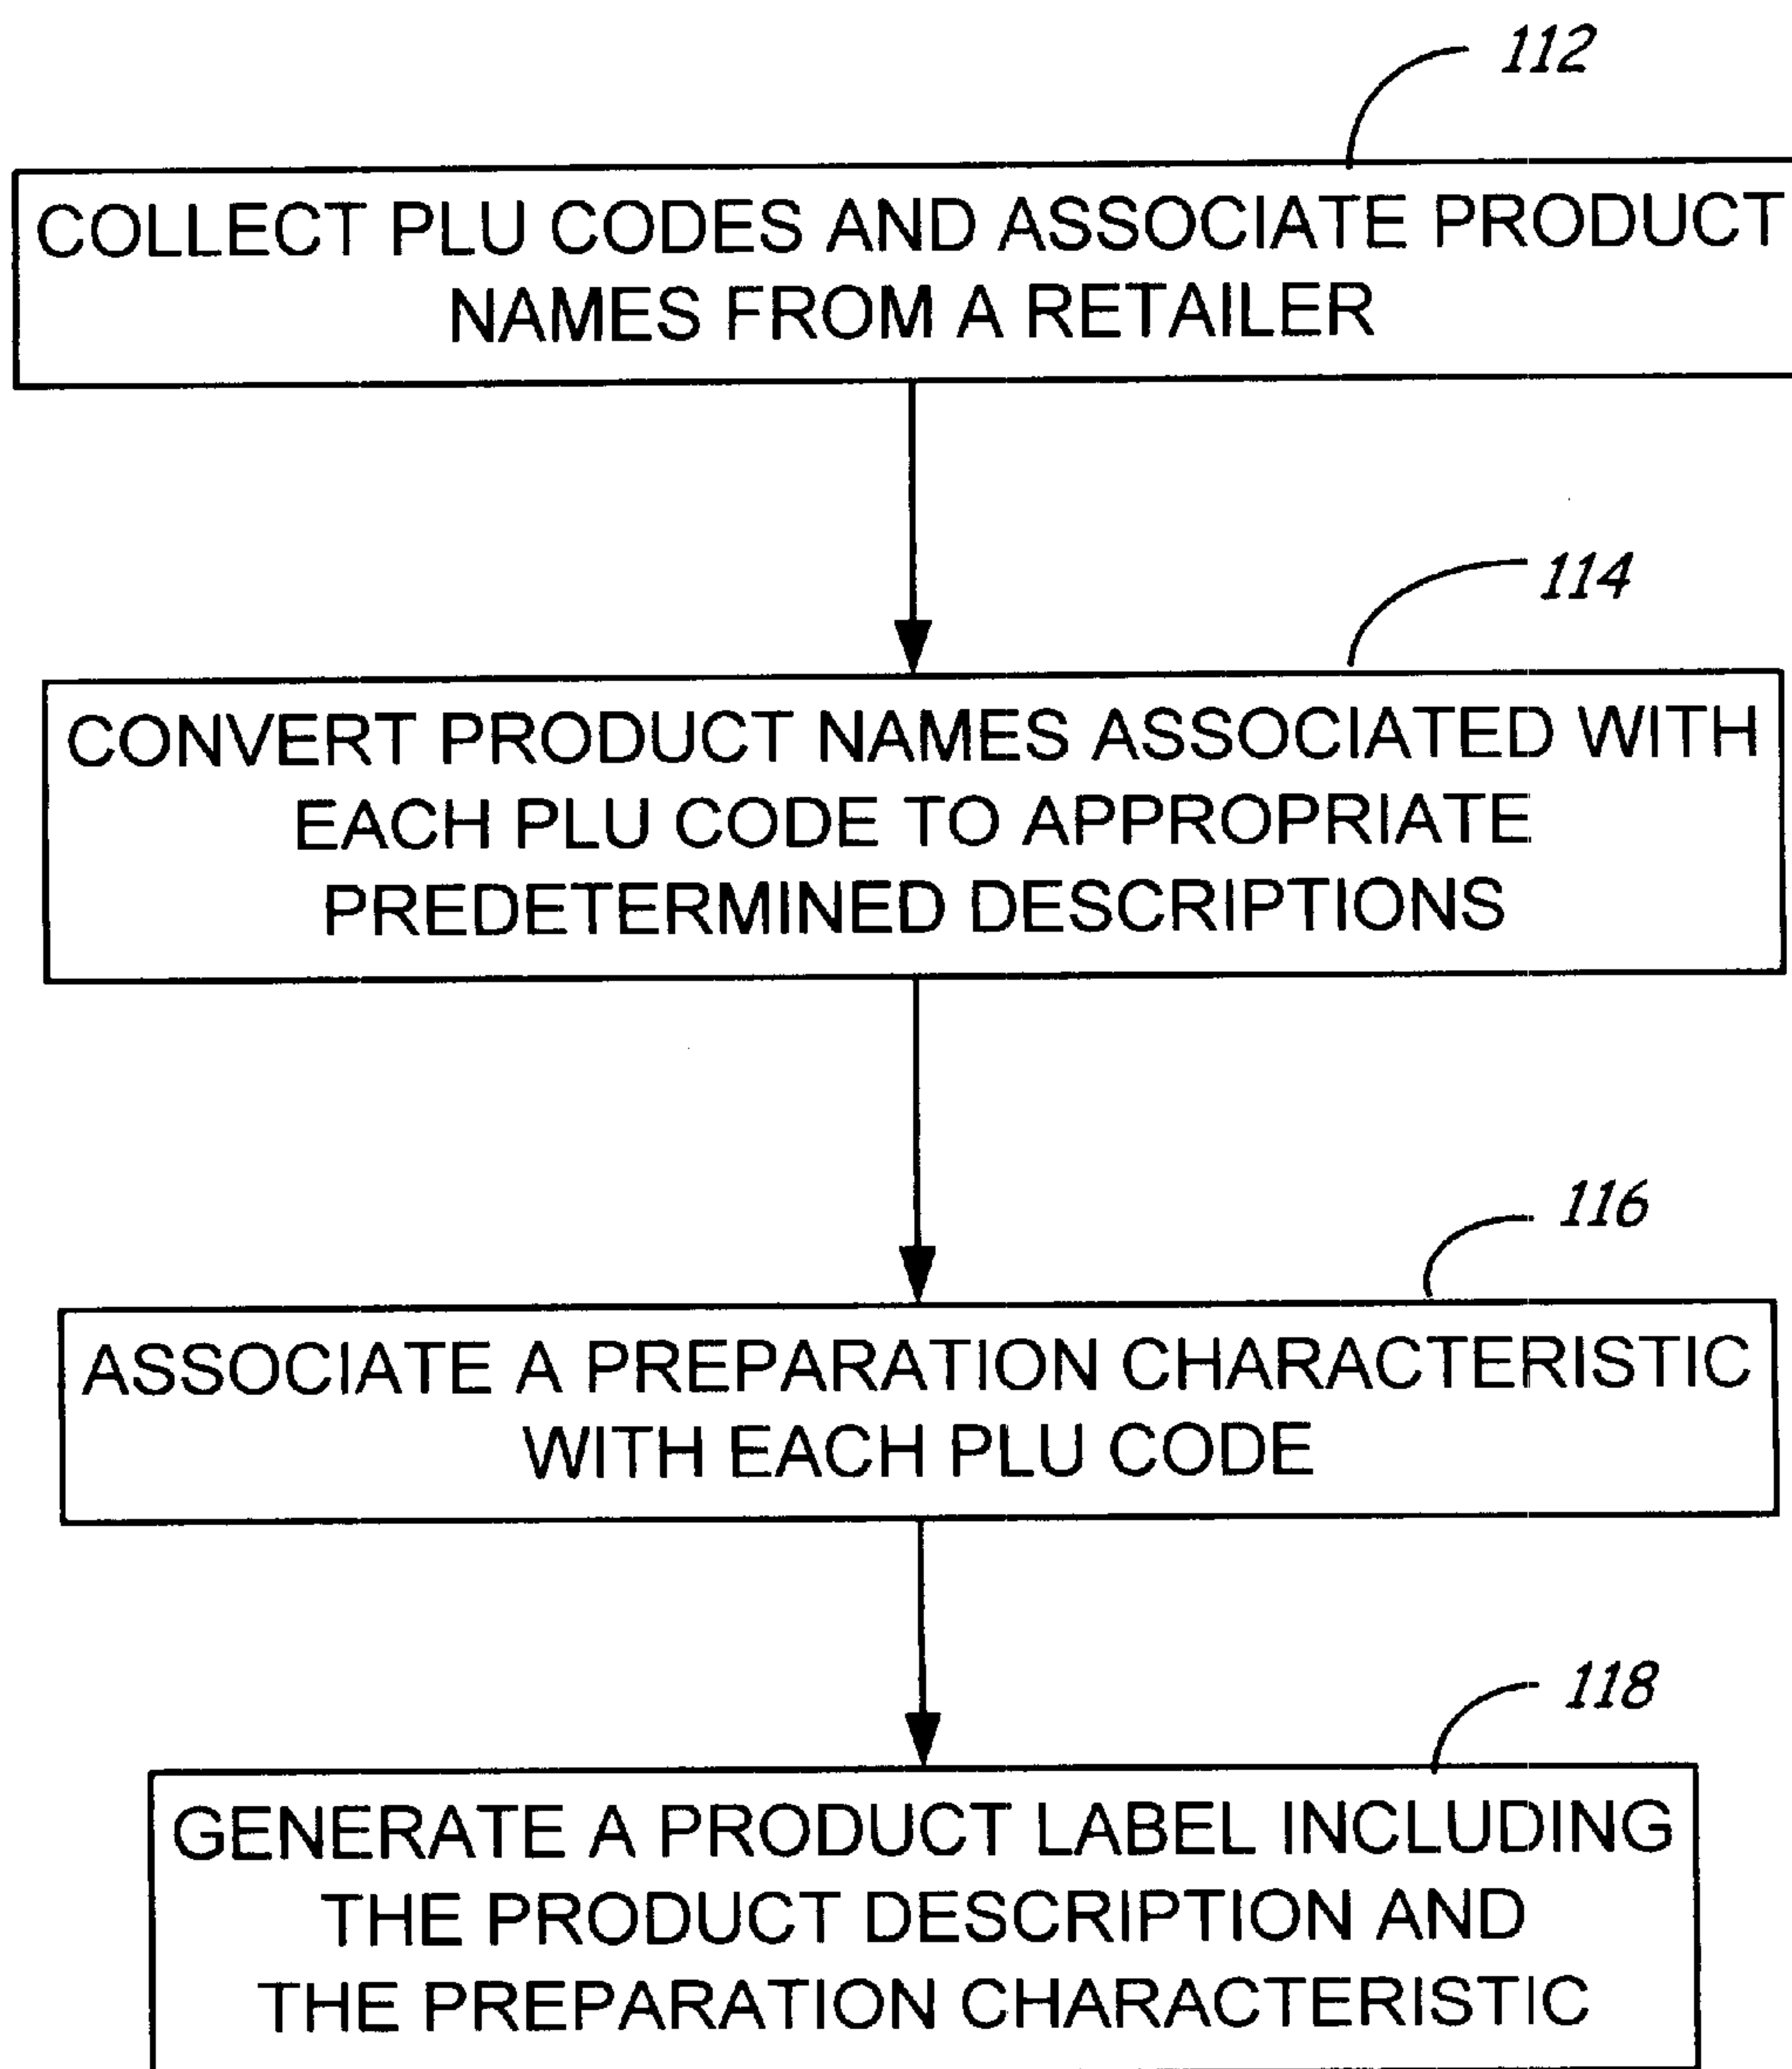 112
COLLECT PLU CODES AND ASSOCIATE PRODUCT
NAMES FROM A RETAILER
114
CONVERT PRODUCT NAMES ASSOCIATED WITH
EACH PLU CODE TO APPROPRIATE
PREDETERMINED DESCRIPTIONS
116
ASSOCIATE A PREPARATION CHARACTERISTIC
WITH EACH PLU CODE
118
GENERATE A PRODUCT LABEL INCLUDING
THE PRODUCT DESCRIPTION AND
THE PREPARATION CHARACTERISTIC